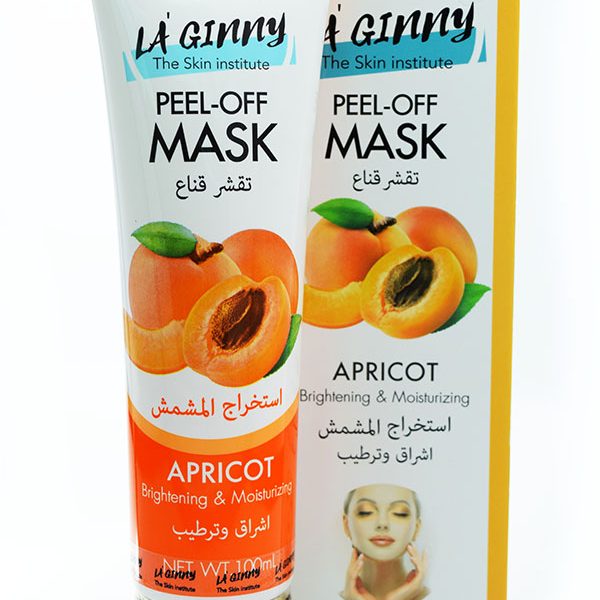 LA' GINNY
The Skin institute
PEEL-OFF
MASK
تقشر قناع
استخراج المشمش
APRICOT
Brightening & Moisturizing
اشراق وترطيب
NET WT 100mL
LA' GINNY
The Skin institute
LA' GINNY
The Skin institute
PEEL-OFF
MASK
تقشر قناع
APRICOT
Brightening & Moisturizing
استخراج المشمش
اشراق وترطيب